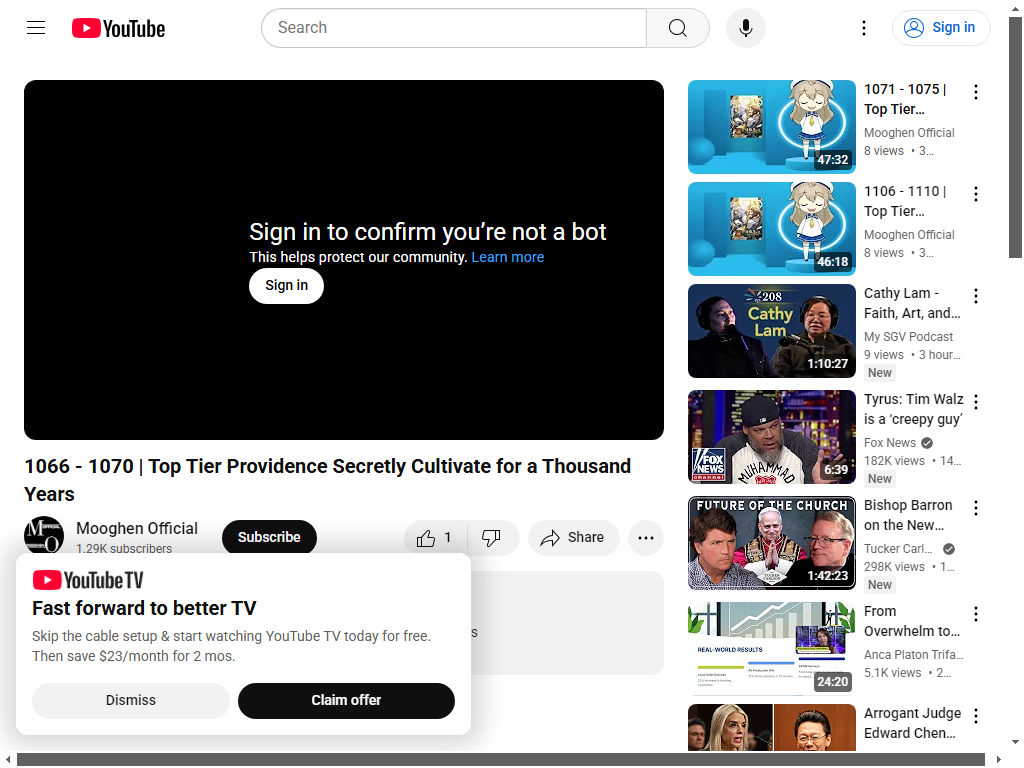 YouTube
Search
Sign in
Sign in to confirm you’re not a bot
This helps protect our community. Learn more
Sign in
1066 - 1070 | Top Tier Providence Secretly Cultivate for a Thousand
Years
Mooghen Official
1.29K subscribers
Subscribe
1
Share
YouTube TV
Fast forward to better TV
Skip the cable setup & start watching YouTube TV today for free.
Then save $23/month for 2 mos.
Dismiss
Claim offer
s
47:32
1071 - 1075 |
Top Tier…
Mooghen Official
8 views • 3…
46:18
1106 - 1110 |
Top Tier…
Mooghen Official
8 views • 3…
208
Cathy
Lam
1:10:27
Cathy Lam -
Faith, Art, and…
My SGV Podcast
9 views • 3 hour…
New
FOX
NEWS
channel
MUHAMMAD
6:39
Tyrus: Tim Walz
is a ‘creepy guy’
Fox News
182K views • 14…
New
FUTURE OF THE CHURCH
1:42:23
Bishop Barron
on the New…
Tucker Carl…
298K views • 1…
New
REAL-WORLD RESULTS
24:20
From
Overwhelm to…
Anca Platon Trifa…
5.1K views • 2…
Arrogant Judge
Edward Chen…